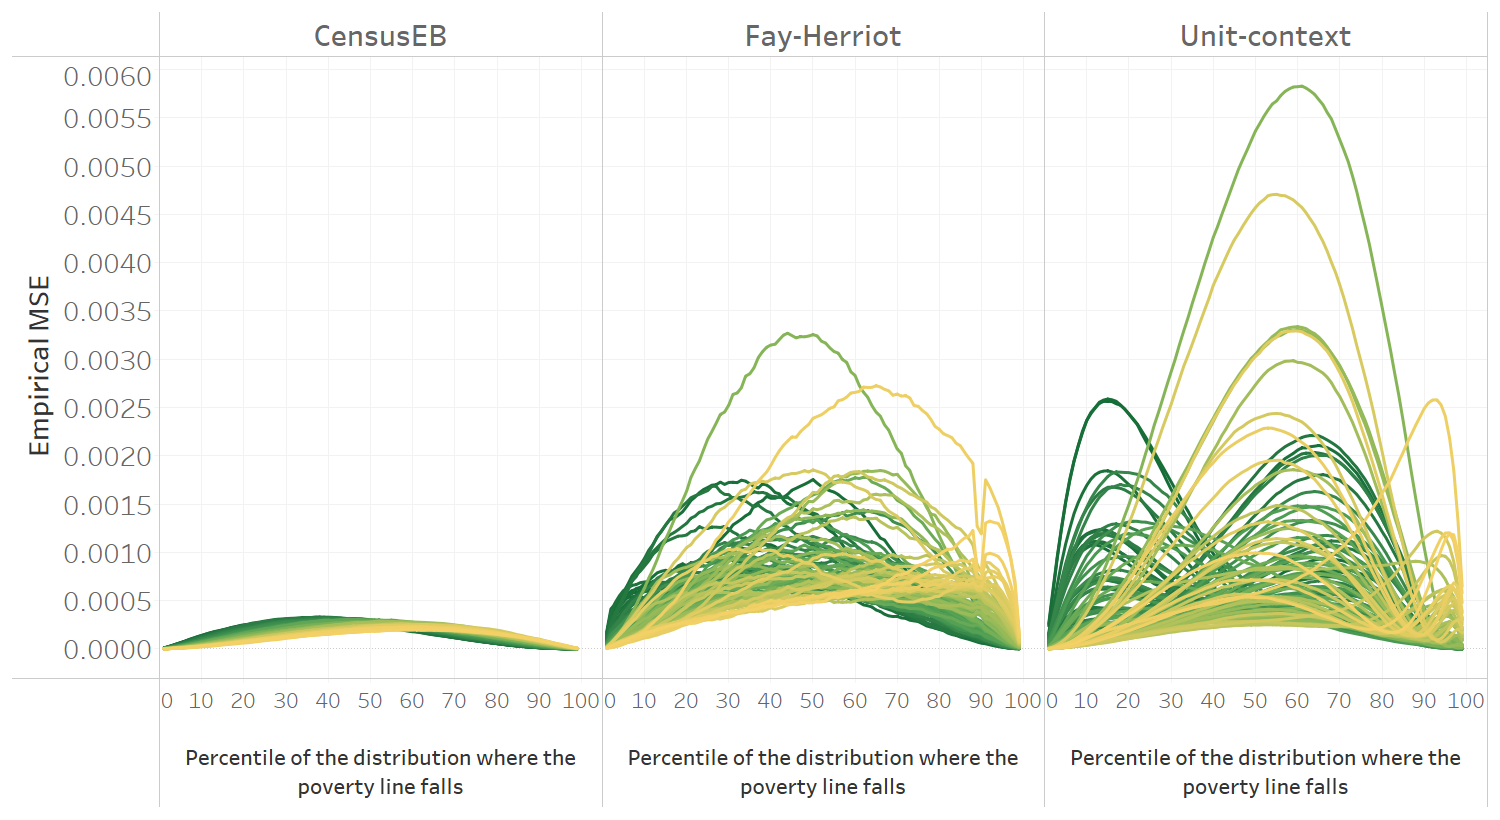 CensusEB Fay-Herriot Unit-context
Empirical MSE
0.0060
0.0055
0.0050
0.0045
0.0040
0.0035
0.0030
0.0025
0.0020
0.0015
0.0010
0.0005
0.0000
0 10 20 30 40 50 60 70 80 90 100 0 10 20 30 40 50 60 70 80 90 100 0 10 20 30 40 50 60 70 80 90 100
Percentile of the distribution where the
poverty line falls
Percentile of the distribution where the
poverty line falls
Percentile of the distribution where the
poverty line falls